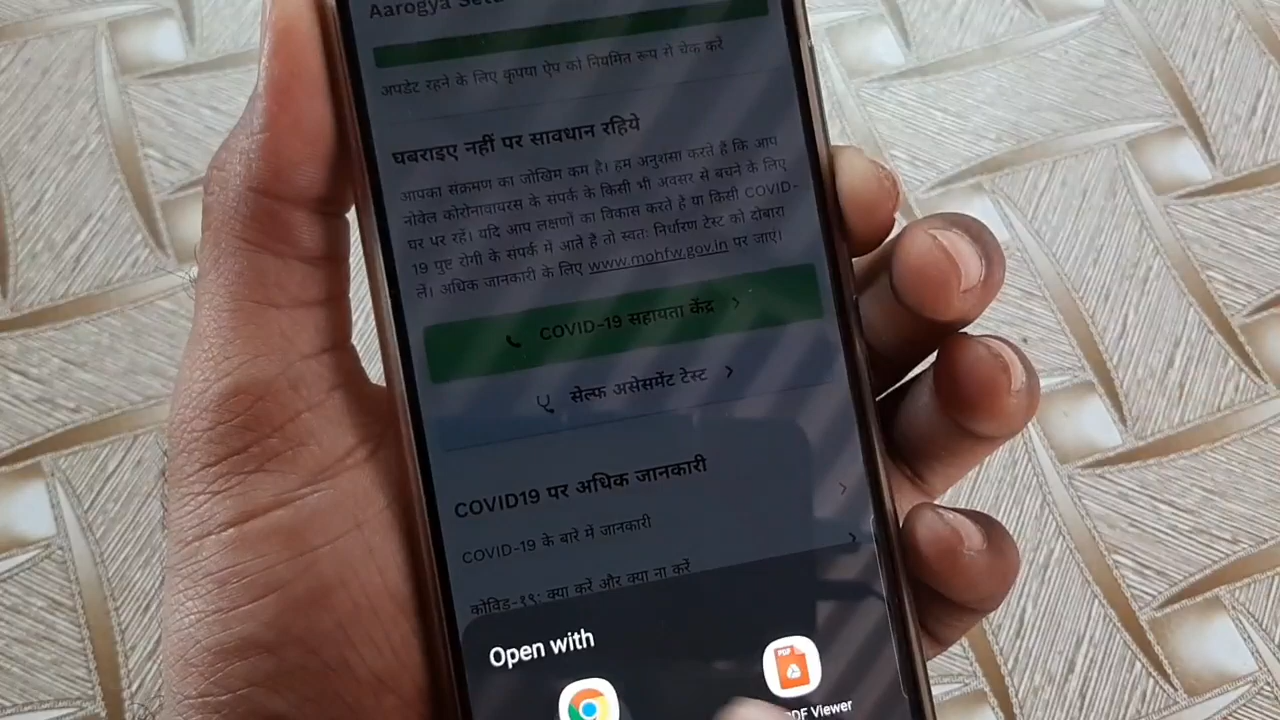 Aarogya
अपडेट रहने के लिए कृपया ऐप को नियमित रूप से चेक करें
घबराइए नहीं पर सावधान रहिये
आपका संक्रमण का जोखिम कम है। हम अनुशंसा करते हैं कि आप
नोवेल कोरोनावायरस के संपर्क के किसी भी अवसर से बचने के लिए
घर पर रहें। यदि आप लक्षणों का विकास करते हैं या किसी COVID-
19 पुष्ट रोगी के संपर्क में आते हैं तो स्वतः निर्धारण टेस्ट को दोबारा
लें। अधिक जानकारी के लिए www.mohfw.gov.in पर जाएं।
COVID-19 सहायता केंद्र
सेल्फ असेसमेंट टेस्ट
COVID19 पर अधिक जानकारी
COVID-19 के बारे में जानकारी
कोविड-१९: क्या करें और क्या ना करें
Open with
PDF
PDF Viewer